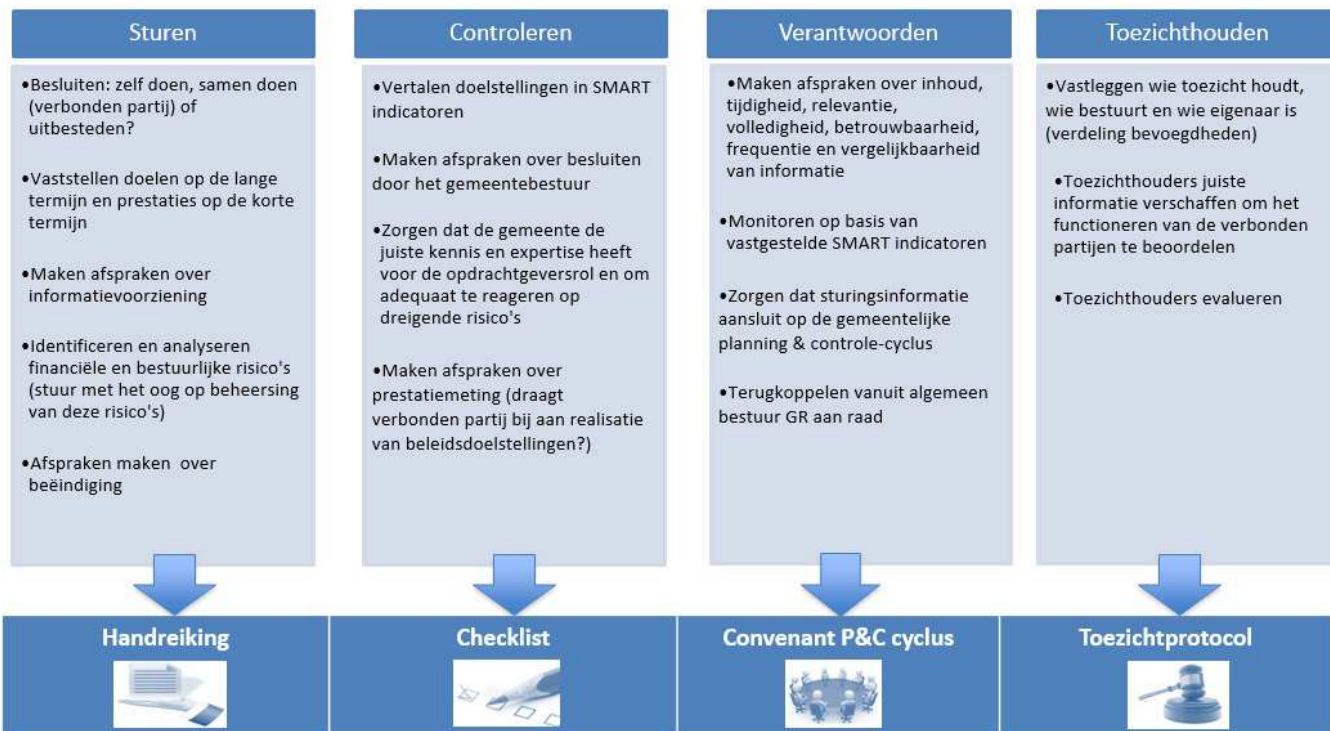 Sturen
•Besluiten: zelf doen, samen doen
(verbonden partij) of
uitbesteden?
•Vaststellen doelen op de lange
termijn en prestaties op de korte
termijn
•Maken afspraken over
informatievoorziening
•Identificeren en analyseren
financiële en bestuurlijke risico's
(stuur met het oog op beheersing
van deze risico's)
•Afspraken maken over
beëindiging
Handreiking
Controleren
•Vertalen doelstellingen in SMART
indicatoren
•Maken afspraken over besluiten
door het gemeentebestuur
•Zorgen dat de gemeente de
juiste kennis en expertise heeft
voor de opdrachtgeversrol en om
adequaat te reageren op
dreigende risico's
•Maken afspraken over
prestatiemeting (draagt
verbonden partij bij aan realisatie
van beleidsdoelstellingen?)
Checklist
Verantwoorden
•Maken afspraken over inhoud,
tijdigheid, relevantie,
volledigheid, betrouwbaarheid,
frequentie en vergelijkbaarheid
van informatie
•Monitoren op basis van
vastgestelde SMART indicatoren
•Zorgen dat sturingsinformatie
aansluit op de gemeentelijke
planning & controle-cyclus
•Terugkoppelen vanuit algemeen
bestuur GR aan raad
Convenant P&C cyclus
Toezichthouden
•Vastleggen wie toezicht houdt,
wie bestuurt en wie eigenaar is
(verdeling bevoegdheden)
•Toezichthouders juiste
informatie verschaffen om het
functioneren van de verbonden
partijen te beoordelen
•Toezichthouders evalueren
Toezichtprotocol